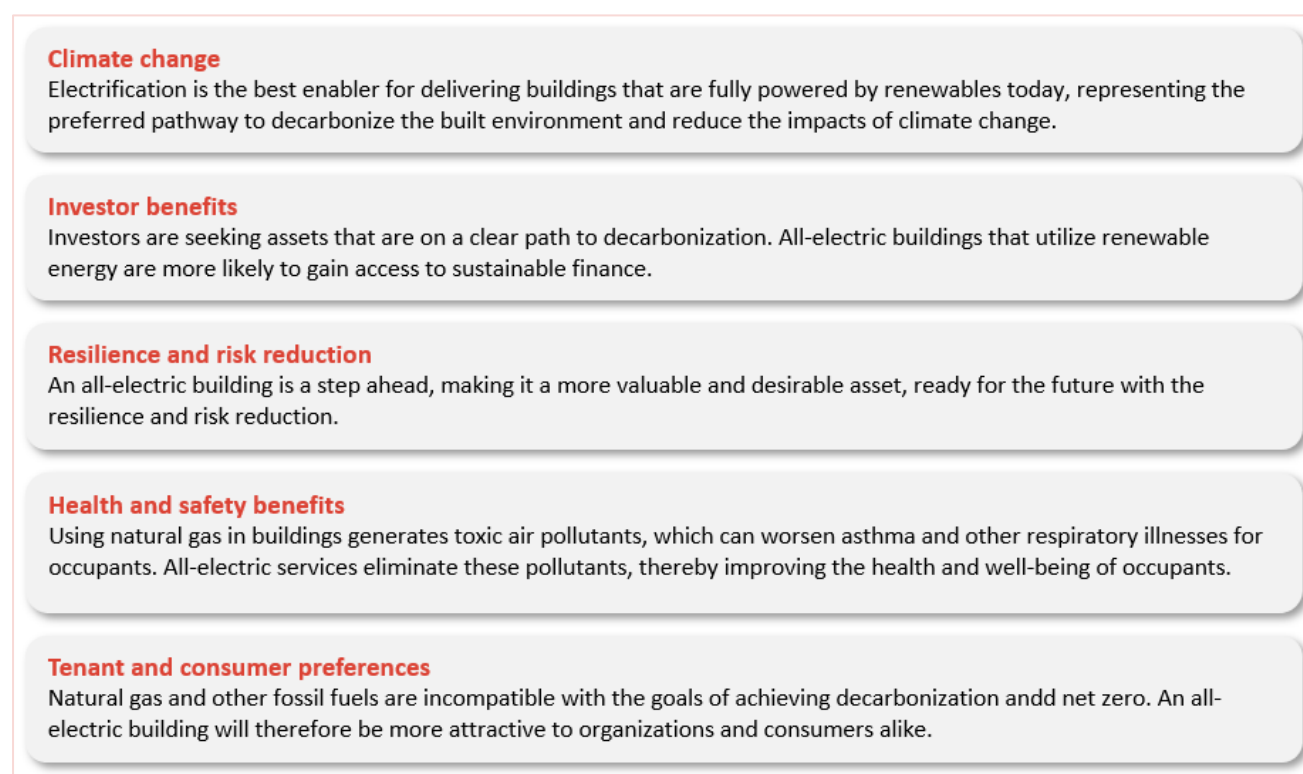 Climate change
Electrification is the best enabler for delivering buildings that are fully powered by renewables today, representing the
preferred pathway to decarbonize the built environment and reduce the impacts of climate change.
Investor benefits
Investors are seeking assets that are on a clear path to decarbonization. All-electric buildings that utilize renewable
energy are more likely to gain access to sustainable finance.
Resilience and risk reduction
An all-electric building is a step ahead, making it a more valuable and desirable asset, ready for the future with the
resilience and risk reduction.
Health and safety benefits
Using natural gas in buildings generates toxic air pollutants, which can worsen asthma and other respiratory illnesses for
occupants. All-electric services eliminate these pollutants, thereby improving the health and well-being of occupants.
Tenant and consumer preferences
Natural gas and other fossil fuels are incompatible with the goals of achieving decarbonization andd net zero. An all-
electric building will therefore be more attractive to organizations and consumers alike.